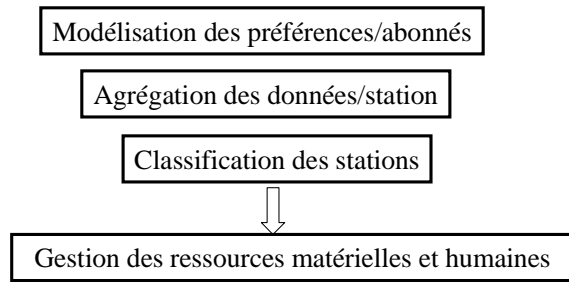 Modélisation des préférences/abonnés
Agrégation des données/station
Classification des stations
Gestion des ressources matérielles et humaines